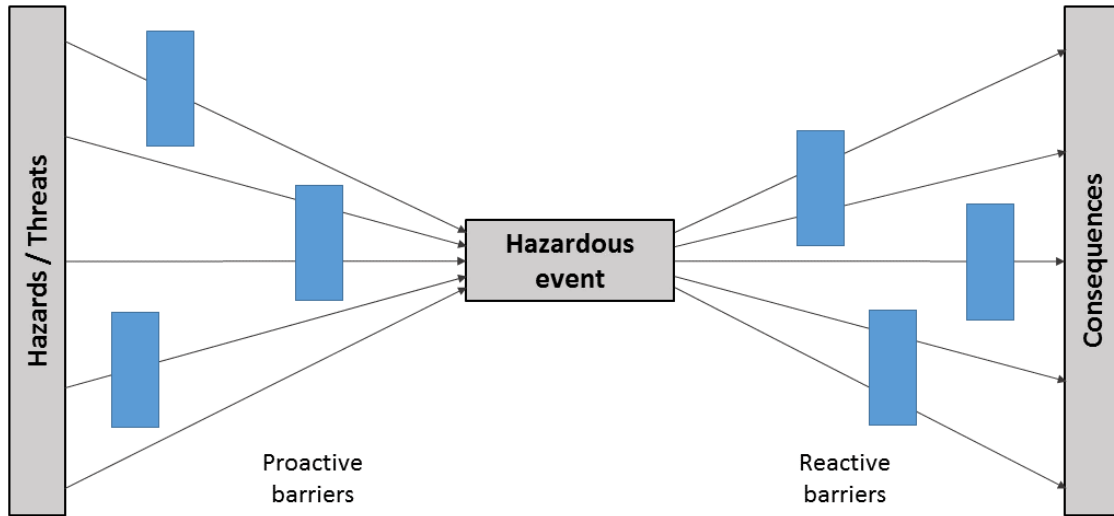 Hazards / Threats
Hazardous
event
Consequences
Proactive
barriers
Reactive
barriers